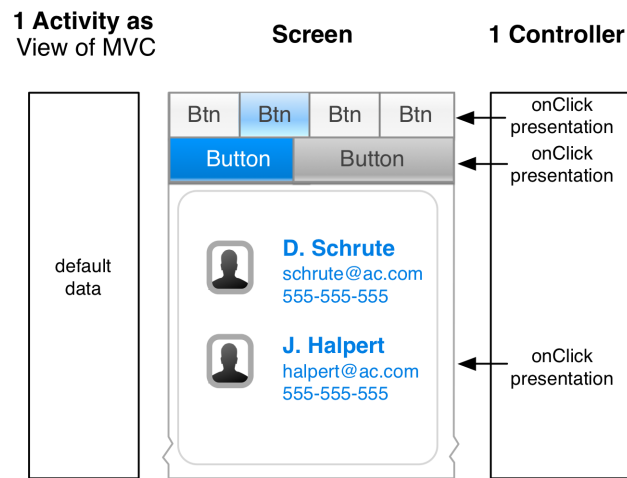 1 Activity as
View of MVC
Screen
1 Controller
Btn Btn Btn Btn
onClick
presentation
Button Button
onClick
presentation
default
data
D. Schrute
schrute@ac.com
555-555-555
J. Halpert
halpert@ac.com
555-555-555
onClick
presentation